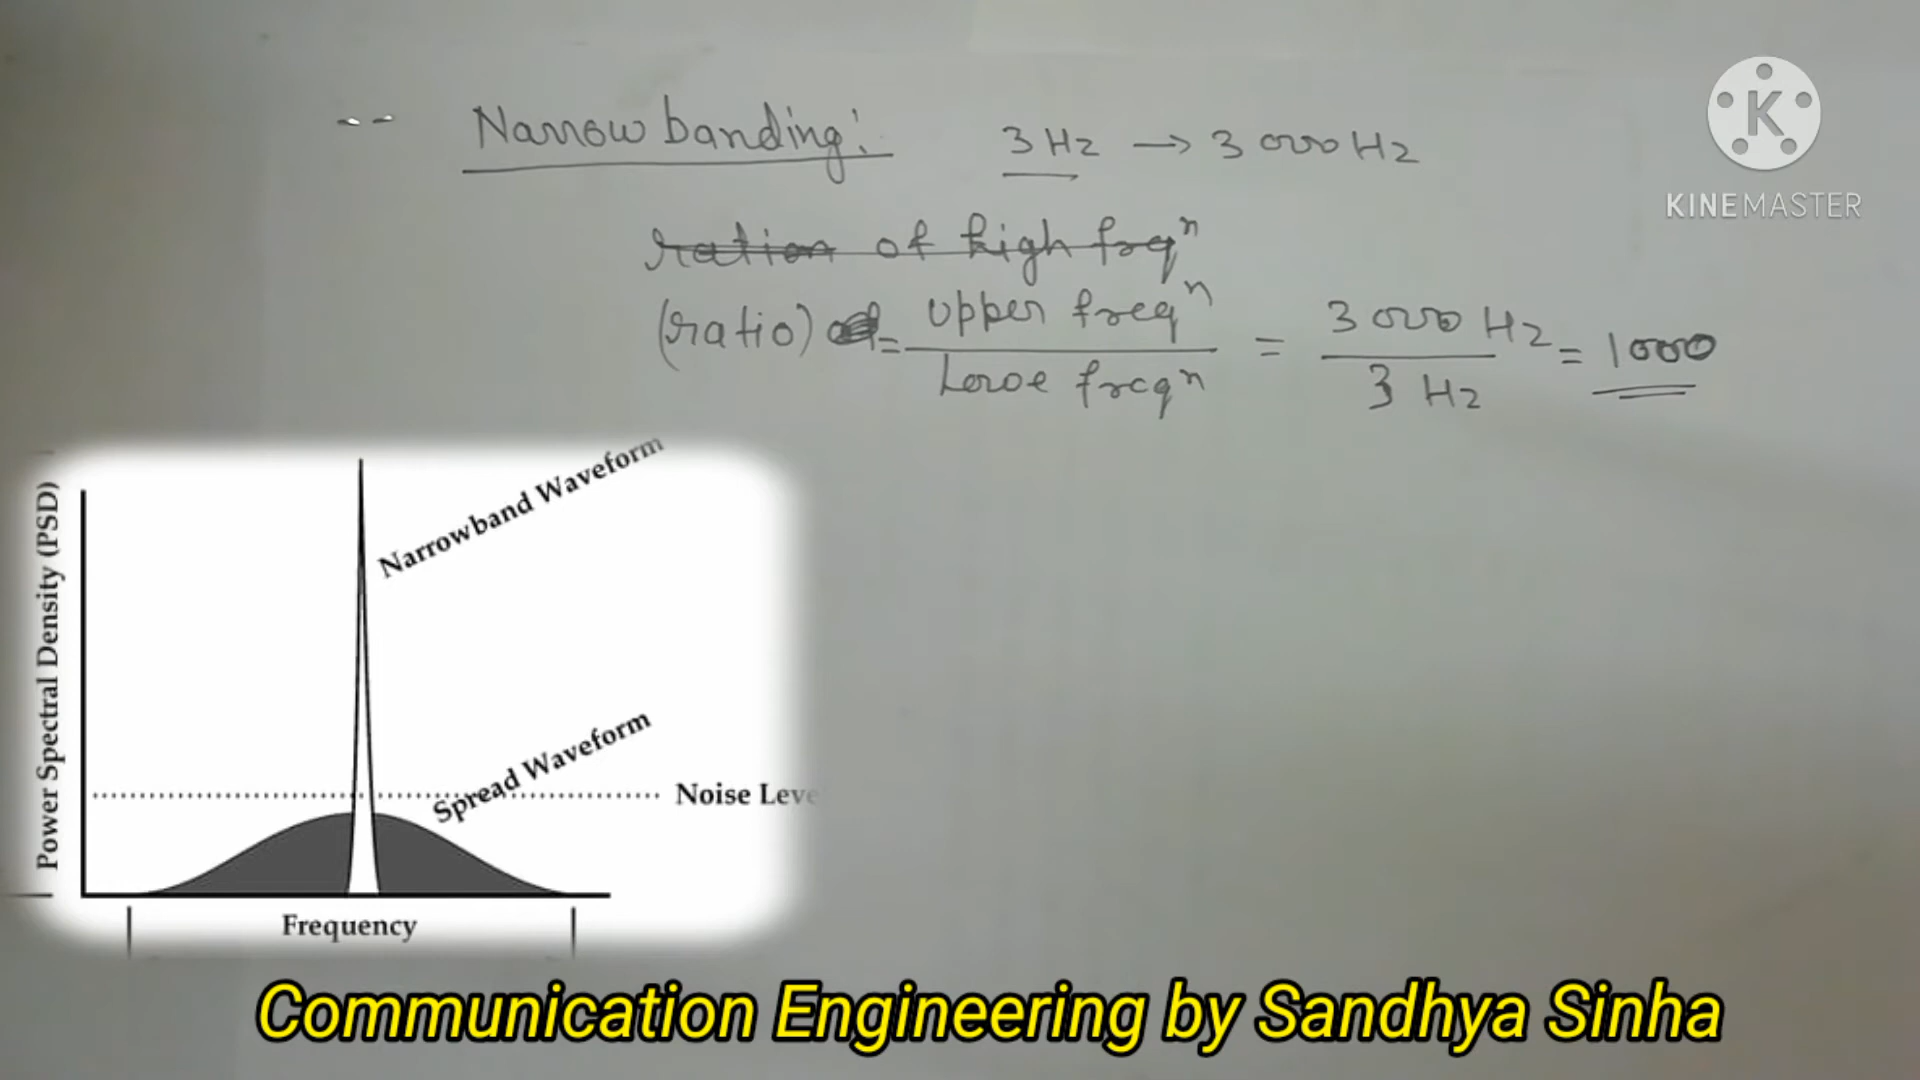 Narrow banding: 3 Hz → 3000 Hz
KINEMASTER
ration of high freqⁿ
(ratio) = upper freqⁿ / Lowe freqⁿ = 3000 Hz / 3 Hz = 1000
Narrowband Waveform
Power Spectral Density (PSD)
Spread Waveform
Noise Leve
Frequency
Communication Engineering by Sandhya Sinha